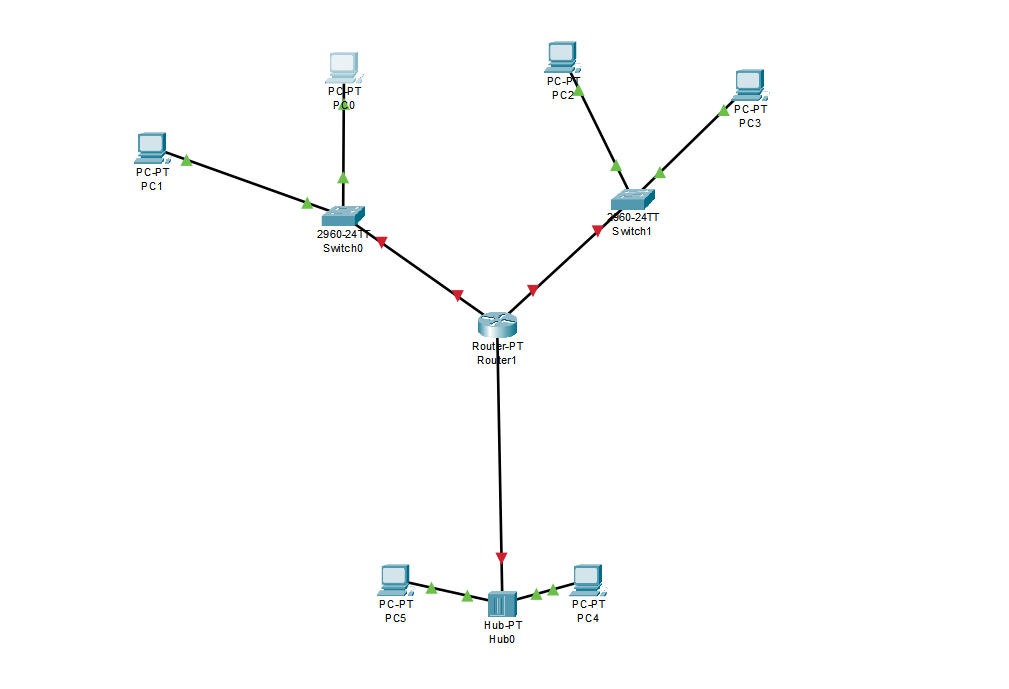 PC-PT
PC0
PC-PT
PC2
PC-PT
PC3
PC-PT
PC1
2960-24TT
Switch0
2960-24TT
Switch1
Router-PT
Router1
PC-PT
PC5
Hub-PT
Hub0
PC-PT
PC4